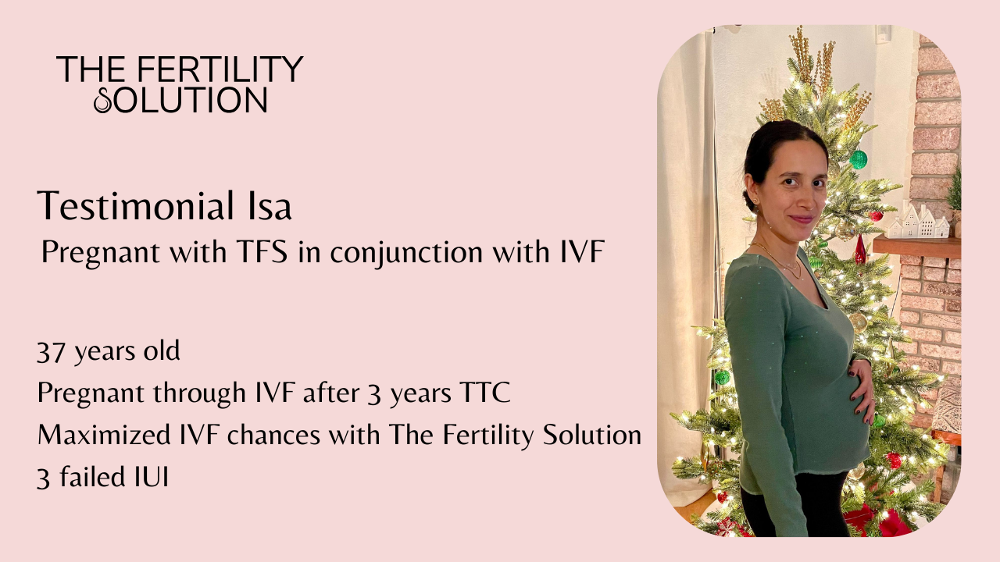 THE FERTILITY
SOLUTION
Testimonial Isa
Pregnant with TFS in conjunction with IVF
37 years old
Pregnant through IVF after 3 years TTC
Maximized IVF chances with The Fertility Solution
3 failed IUI